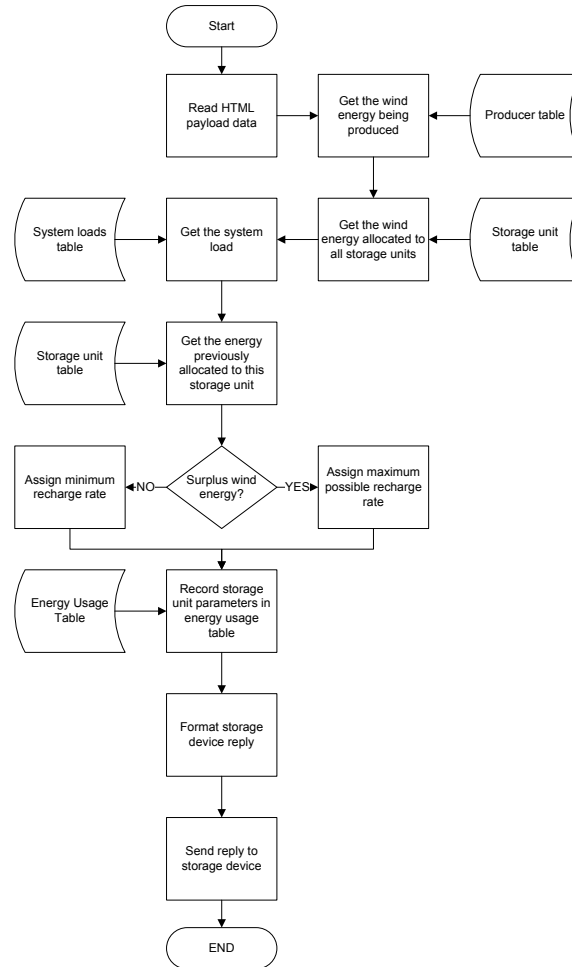 Start
Read HTML
payload data
Get the wind
energy being
produced
Producer table
System loads
table
Get the system
load
Get the wind
energy allocated to
all storage units
Storage unit
table
Storage unit
table
Get the energy
previously
allocated to this
storage unit
Assign minimum
recharge rate
NO
Surplus wind
energy?
YES
Assign maximum
possible recharge
rate
Energy Usage
Table
Record storage
unit parameters in
energy usage
table
Format storage
device reply
Send reply to
storage device
END